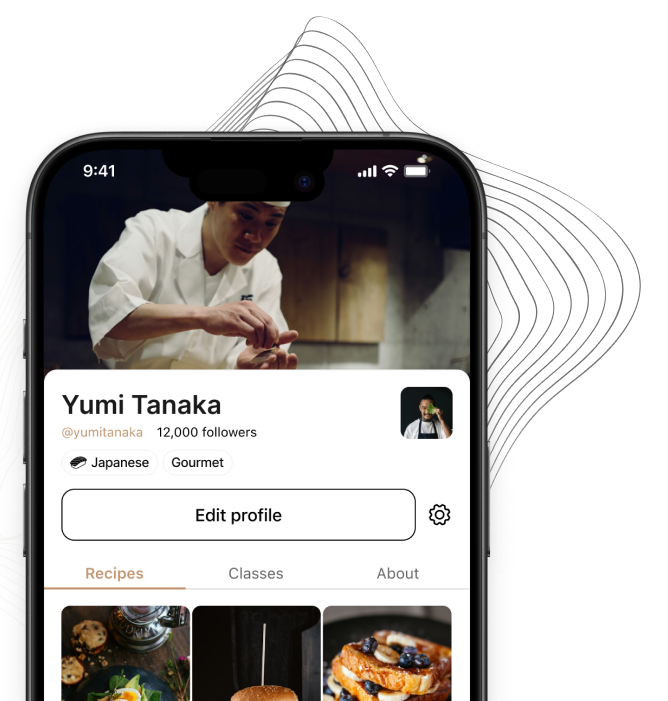 9:41
Yumi Tanaka
@yumitanaka 12,000 followers
Japanese Gourmet
Edit profile
Recipes Classes About